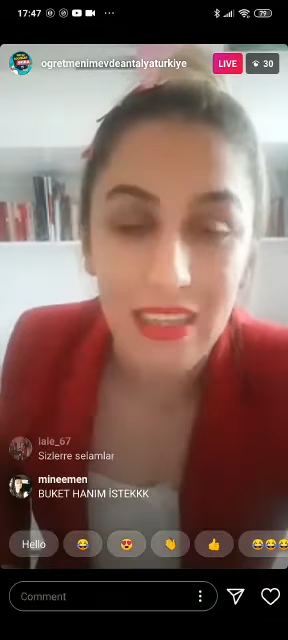 17:47
79
ogretmenimevdeantalyaturkiye
LIVE
30
lale_67
Sizlerre selamlar
mineemen
BUKET HANIM İSTEKKK
Hello
Comment